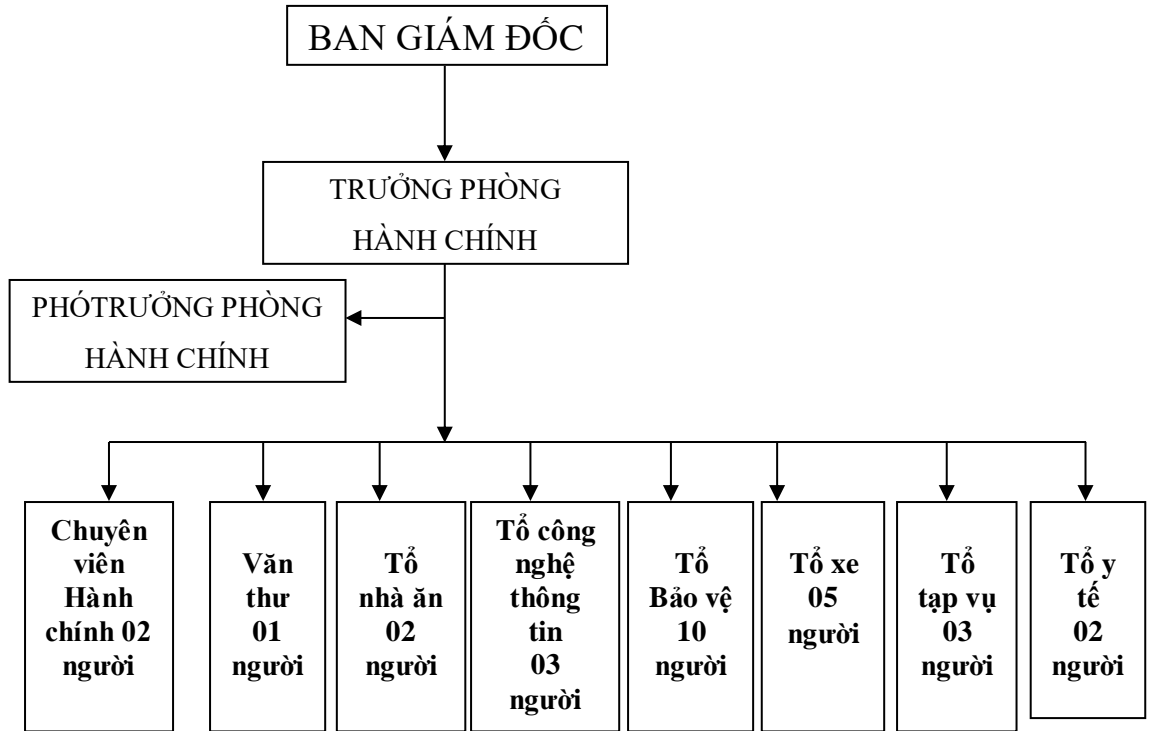 BAN GIÁM ĐỐC
TRƯỞNG PHÒNG
HÀNH CHÍNH
PHÓTRƯỞNG PHÒNG
HÀNH CHÍNH
Chuyên
viên
Hành
chính 02
người
Văn
thư
01
người
Tổ
nhà ăn
02
người
Tổ công
nghệ
thông
tin
03
người
Tổ
Bảo vệ
10
người
Tổ xe
05
người
Tổ
tạp vụ
03
người
Tổ y
tế
02
người